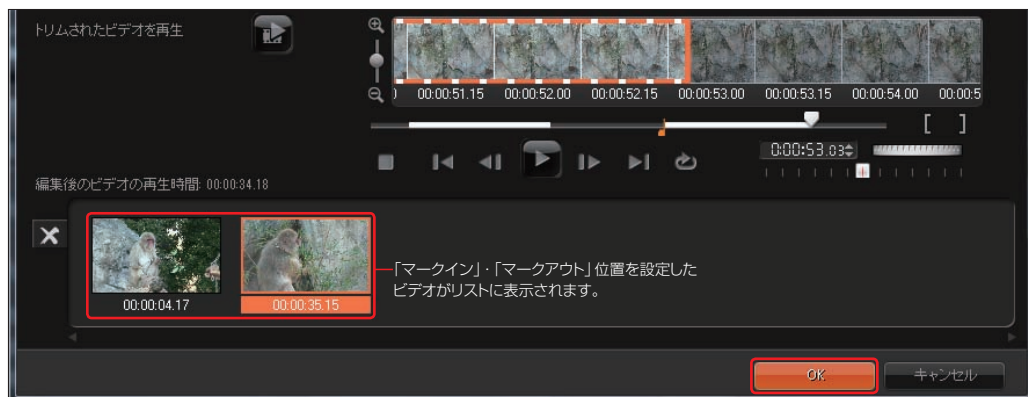 トリムされたビデオを再生
00:00:51.15 00:00:52.00 00:00:52.15 00:00:53.00 00:00:53.15 00:00:54.00 00:00:5
[ ]
0:00:53.03
編集後のビデオの再生時間: 00:00:34.18
「マークイン」・「マークアウト」位置を設定した
ビデオがリストに表示されます。
00:00:04.17 00:00:35.15
OK キャンセル